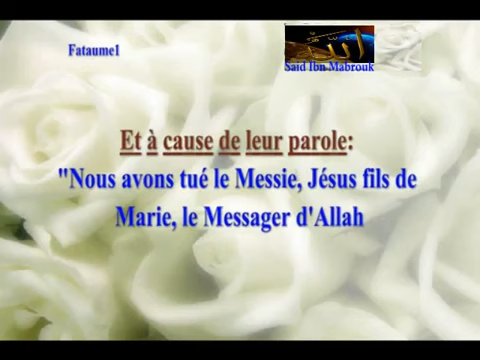 Fataume1
الله
Said Ibn Mabrouk
Et à cause de leur parole:
"Nous avons tué le Messie, Jésus fils de
Marie, le Messager d'Allah